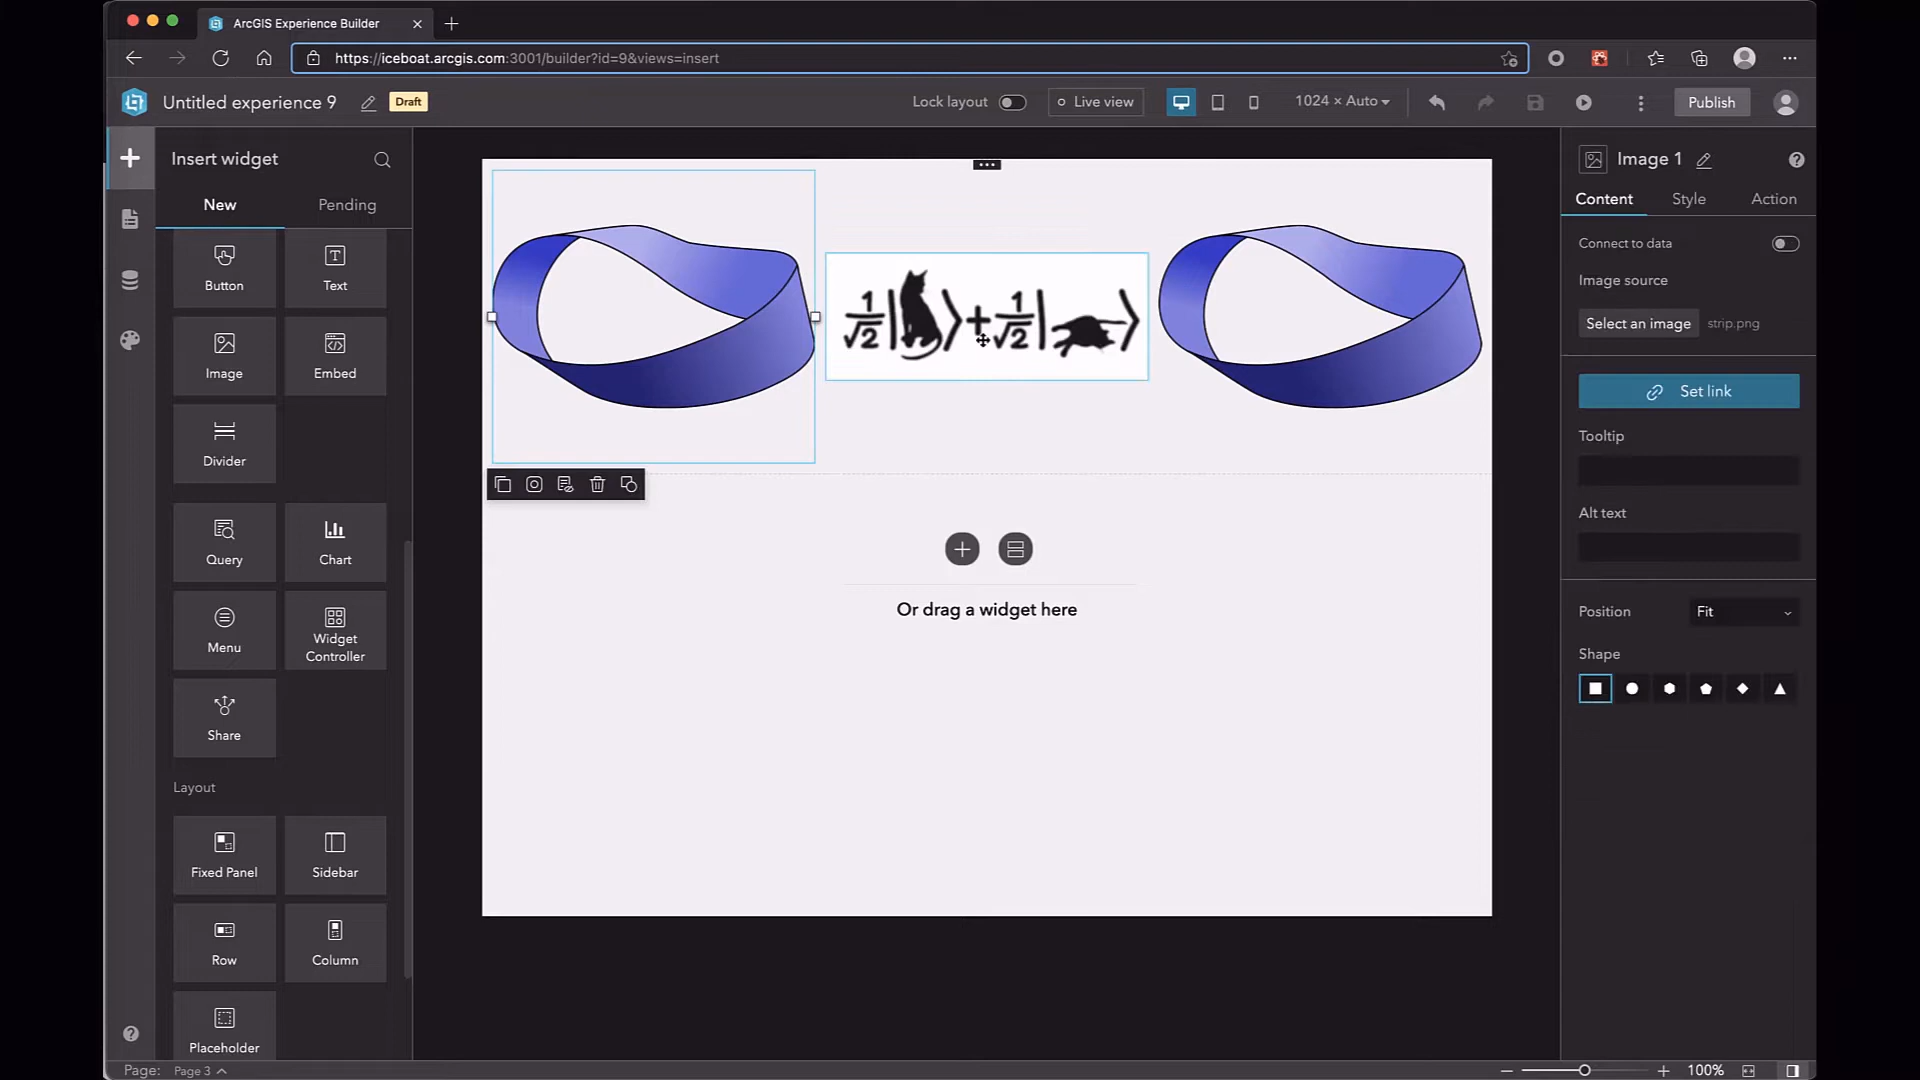 ArcGIS Experience Builder
https://iceboat.arcgis.com:3001/builder?id=9&views=insert
Untitled experience 9
Draft
Lock layout
Live view
1024 × Auto
Publish
Insert widget
New
Pending
Button
Text
Image
Embed
Divider
Query
Chart
Menu
Widget
Controller
Share
Layout
Fixed Panel
Sidebar
Row
Column
Placeholder
1/√2| ⟩+1/√2| ⟩
Or drag a widget here
Image 1
Content
Style
Action
Connect to data
Image source
Select an image
strip.png
Set link
Tooltip
Alt text
Position
Fit
Shape
Page:
Page 3
100%